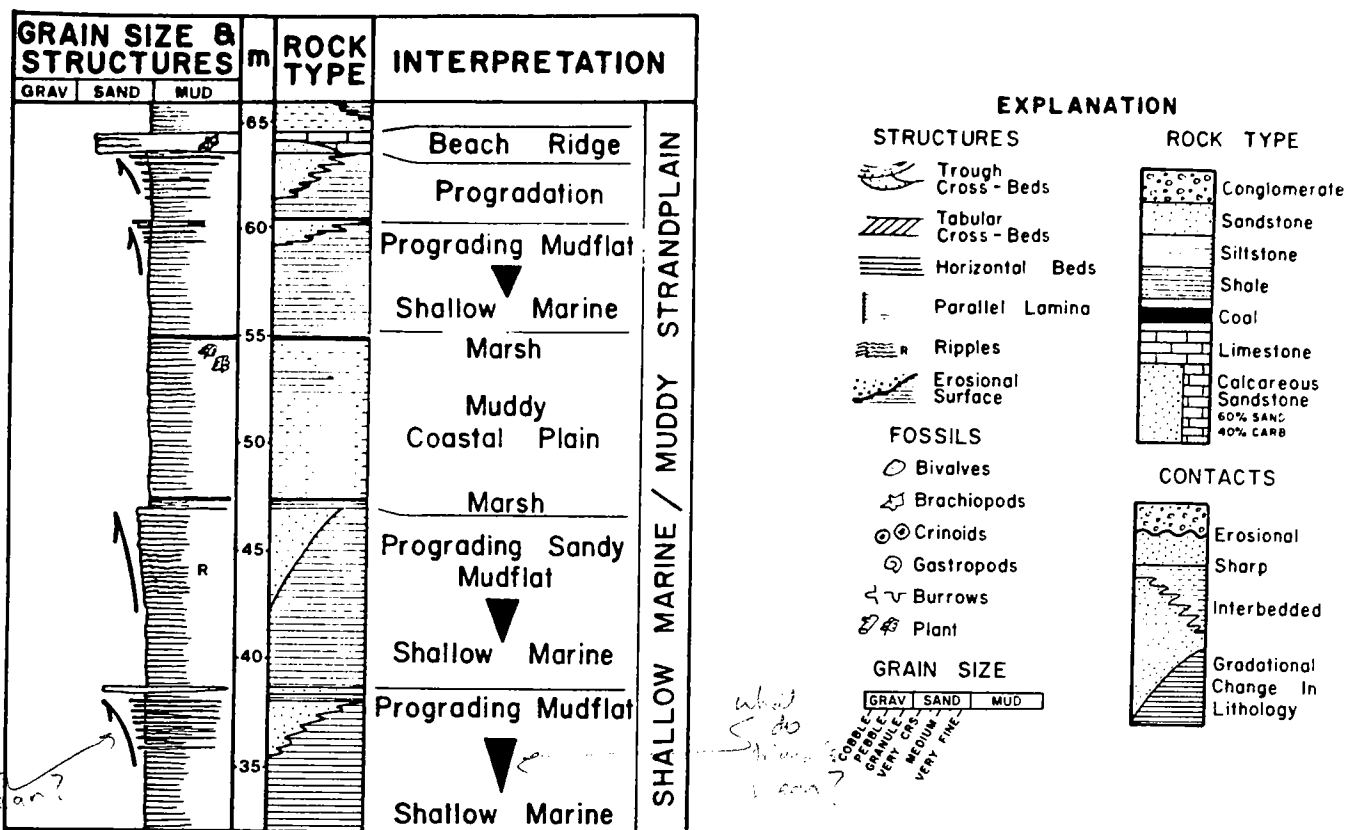 GRAIN SIZE &
STRUCTURES
m
ROCK
TYPE
INTERPRETATION
GRAV
SAND
MUD
65
Beach Ridge
Progradation
60
Prograding Mudflat
Shallow Marine
55
Marsh
Muddy
Coastal Plain
50
Marsh
45
R
Prograding Sandy
Mudflat
40
Shallow Marine
Prograding Mudflat
35
Shallow Marine
SHALLOW MARINE / MUDDY STRANDPLAIN
EXPLANATION
STRUCTURES
Trough
Cross-Beds
Tabular
Cross-Beds
Horizontal Beds
Parallel Lamina
R Ripples
Erosional
Surface
FOSSILS
Bivalves
Brachiopods
Crinoids
Gastropods
Burrows
Plant
GRAIN SIZE
GRAV
SAND
MUD
COBBLE
PEBBLE
GRANULE
VERY CRS
MEDIUM
VERY FINE
ROCK TYPE
Conglomerate
Sandstone
Siltstone
Shale
Coal
Limestone
Calcareous
Sandstone
60% SAND
40% CARB
CONTACTS
Erosional
Sharp
Interbedded
Gradational
Change In
Lithology
what
do